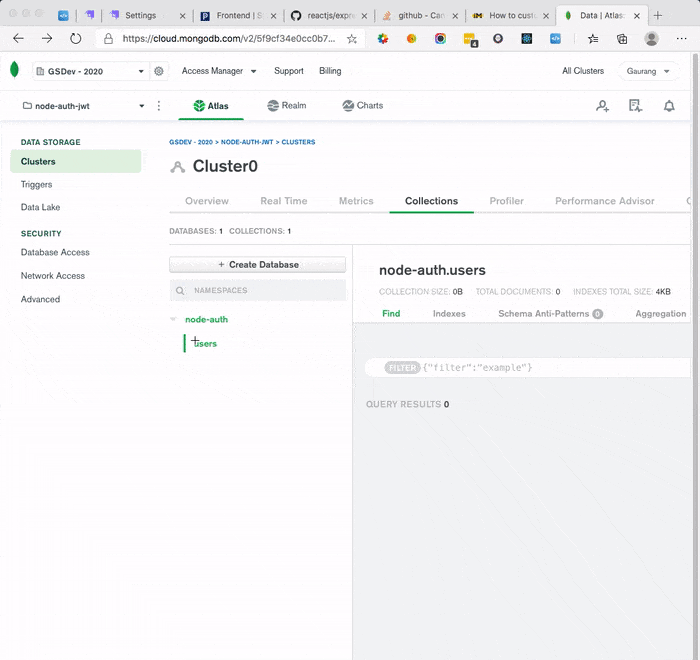 Settings Frontend | S reactjs/expre github - Can How to custo Data | Atlas:
https://cloud.mongodb.com/v2/5f9cf34e0cc0b7... 4
GSDev - 2020 Access Manager Support Billing All Clusters Gaurang
node-auth-jwt Atlas Realm Charts
DATA STORAGE
Clusters
Triggers
Data Lake
SECURITY
Database Access
Network Access
Advanced
GSDEV - 2020 > NODE-AUTH-JWT > CLUSTERS
Cluster0
Overview Real Time Metrics Collections Profiler Performance Advisor
DATABASES: 1 COLLECTIONS: 1
+ Create Database
NAMESPACES
node-auth
users
node-auth.users
COLLECTION SIZE: 0B TOTAL DOCUMENTS: 0 INDEXES TOTAL SIZE: 4KB
Find Indexes Schema Anti-Patterns 0 Aggregation
FILTER {"filter":"example"}
QUERY RESULTS 0